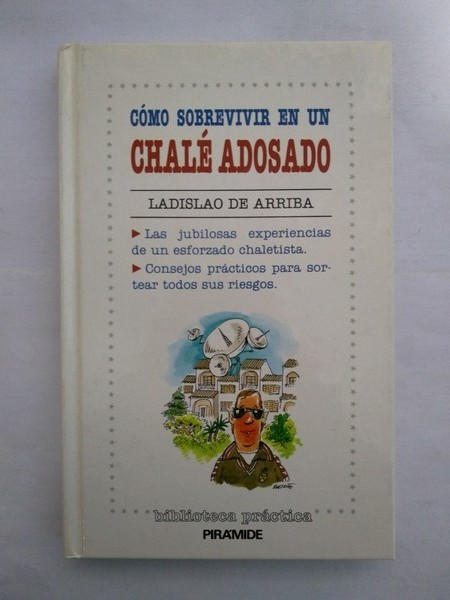 CÓMO SOBREVIVIR EN UN
CHALÉ ADOSADO
LADISLAO DE ARRIBA
► Las jubilosas experiencias
de un esforzado chaletista.
► Consejos prácticos para sor-
tear todos sus riesgos.
biblioteca práctica
PIRÁMIDE